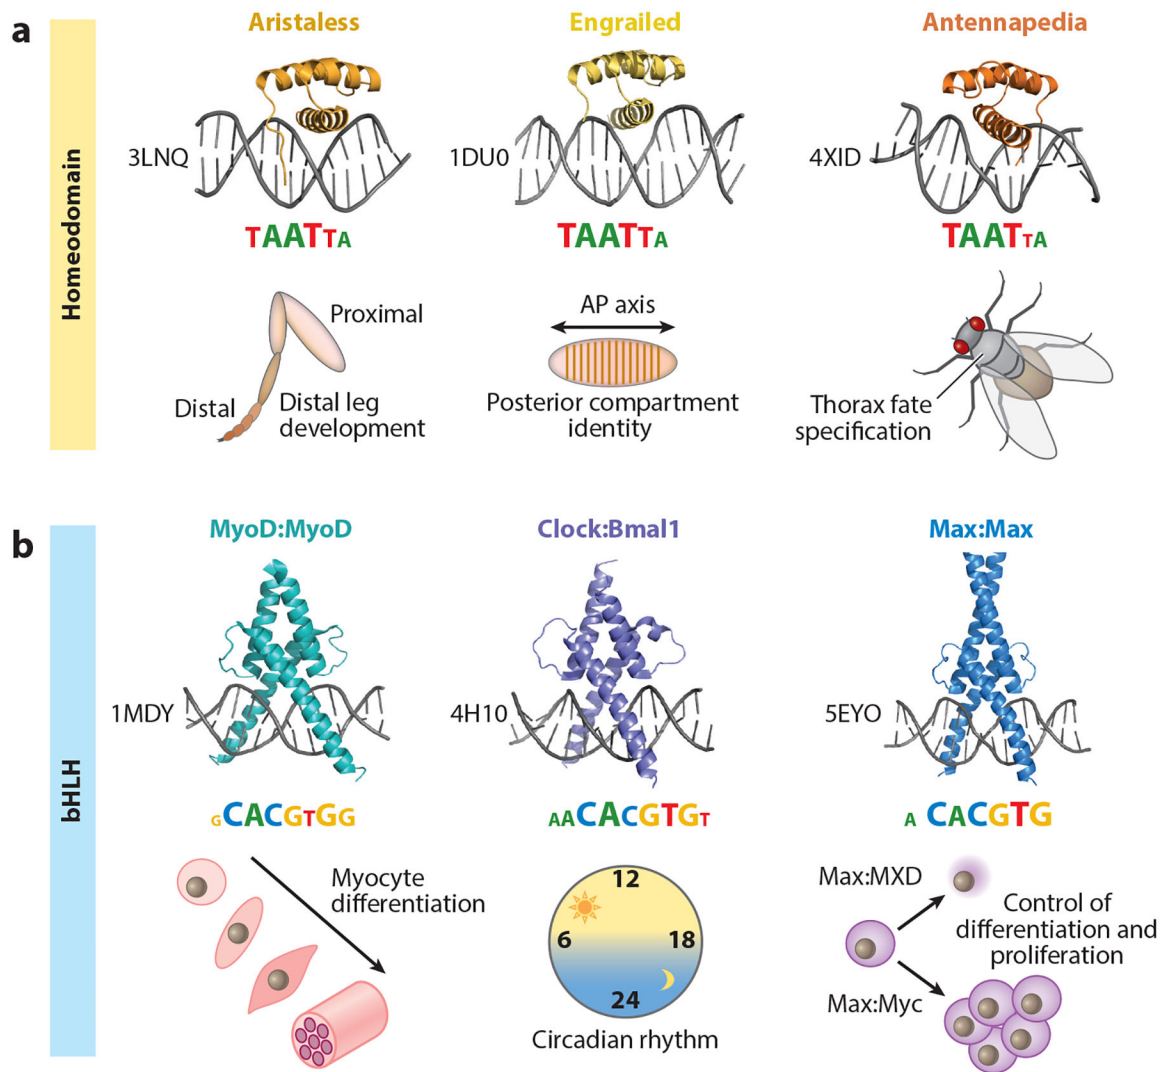 a
Homeodomain
Aristaless
Engrailed
Antennapedia
3LNQ
1DU0
4XID
TAATTA
TAATTA
TAATTA
Proximal
Distal
Distal leg
development
AP axis
Posterior compartment
identity
Thorax fate
specification
b
bHLH
MyoD:MyoD
Clock:Bmal1
Max:Max
1MDY
4H10
5EYO
GCACGTGG
AACACGTGT
A CACGTG
Myocyte
differentiation
12
6
18
24
Circadian rhythm
Max:MXD
Control of
differentiation and
proliferation
Max:Myc